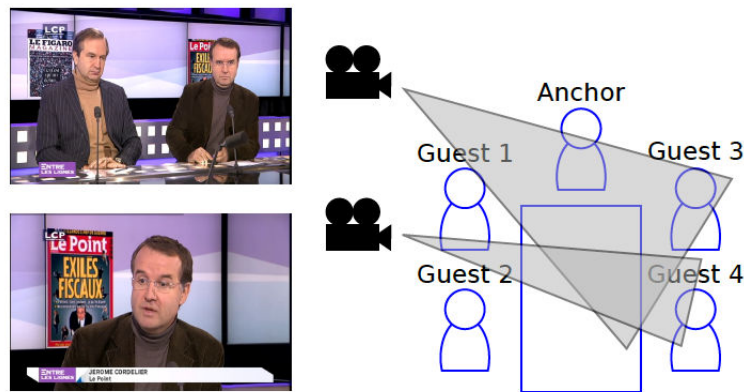 LCP
LE FIGARO
MAGAZINE
Le Point
EXILÉS
FISCAUX
ENTRE
LES LIGNES
LCP
Le Point
EXILÉS
FISCAUX
ENTRE
LES LIGNES
JEROME CORDELIER
Le Point
Anchor
Guest 1
Guest 3
Guest 2
Guest 4